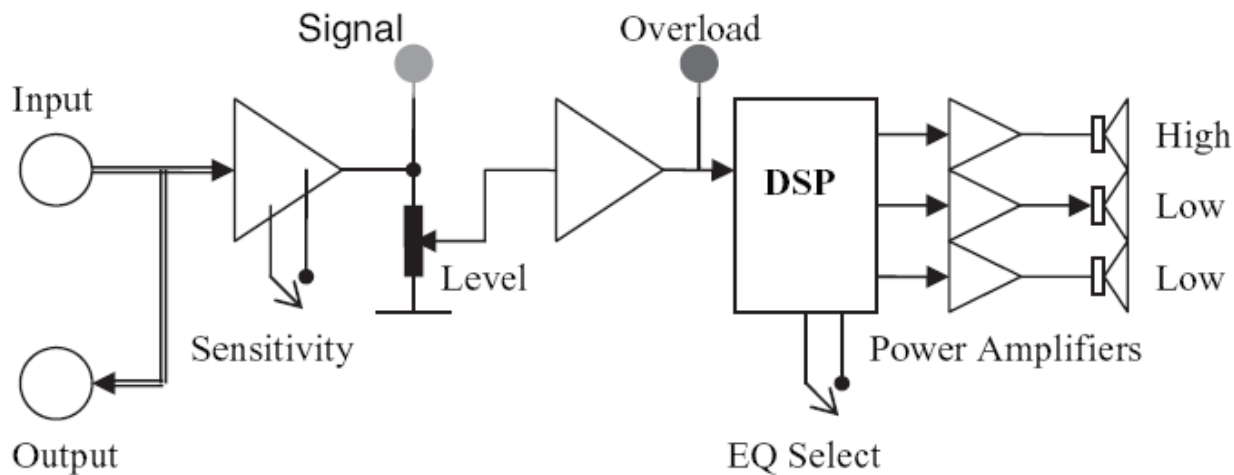 Signal
Overload
Input
High
DSP
Low
Level
Low
Sensitivity
Power Amplifiers
Output
EQ Select